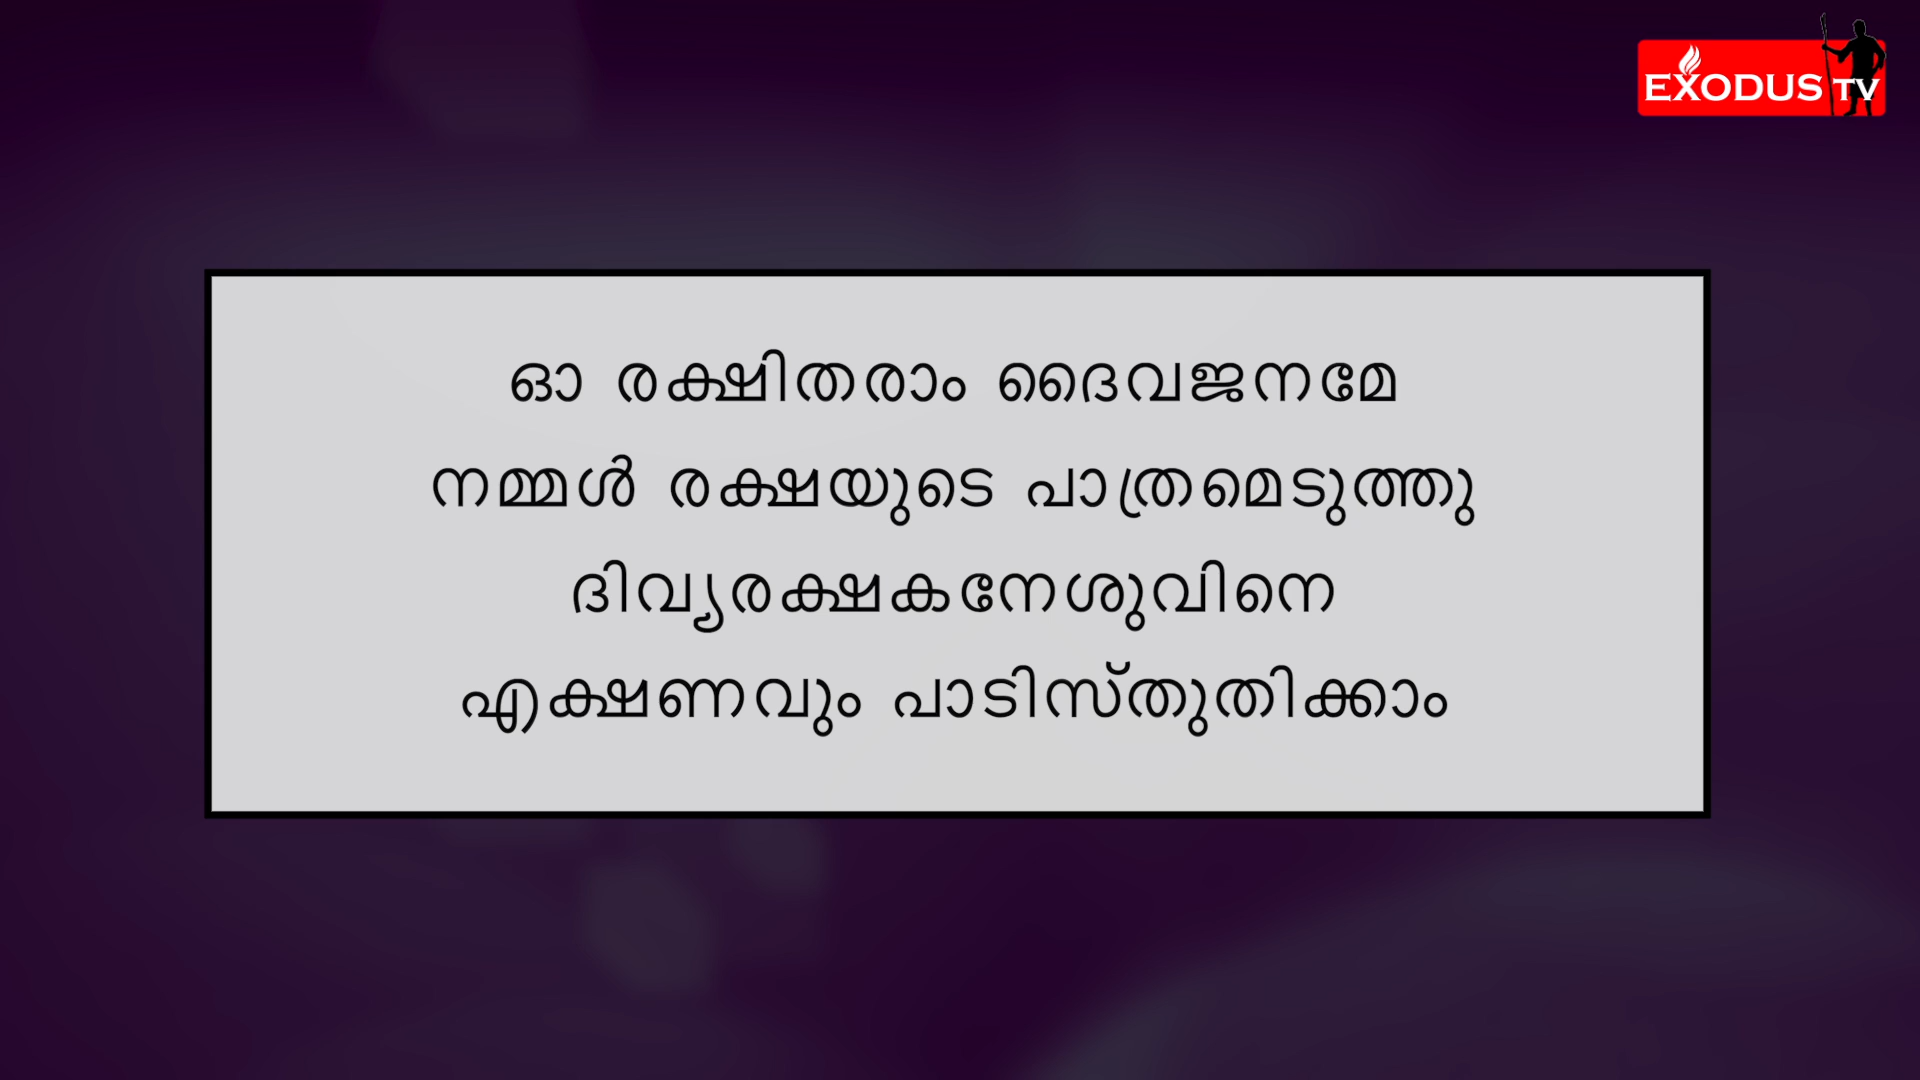 EXODUS TV
ഓ രക്ഷിതരാം ദൈവജനമേ
നമ്മൾ രക്ഷയുടെ പാത്രമെടുത്തു
ദിവ്യരക്ഷകനേശുവിനെ
എക്ഷണവും പാടിസ്തുതിക്കാം